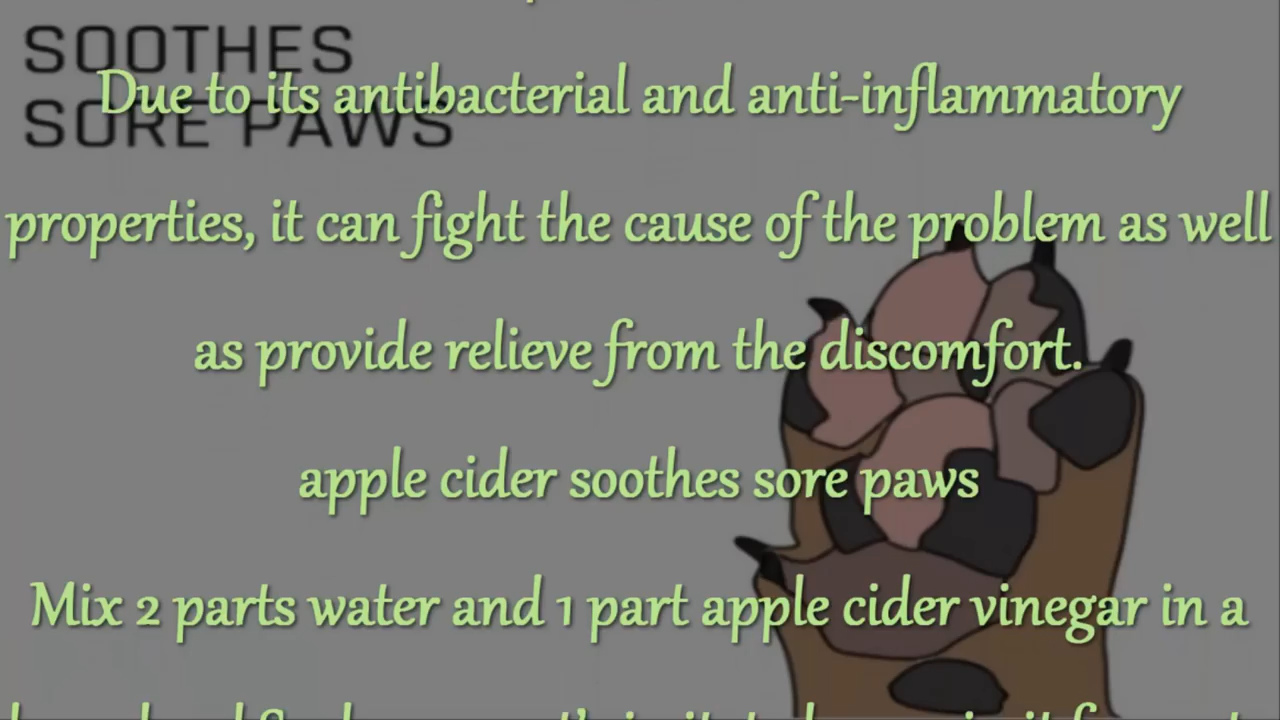 SOOTHES
SORE PAWS
Due to its antibacterial and anti-inflammatory
properties, it can fight the cause of the problem as well
as provide relieve from the discomfort.
apple cider soothes sore paws
Mix 2 parts water and 1 part apple cider vinegar in a